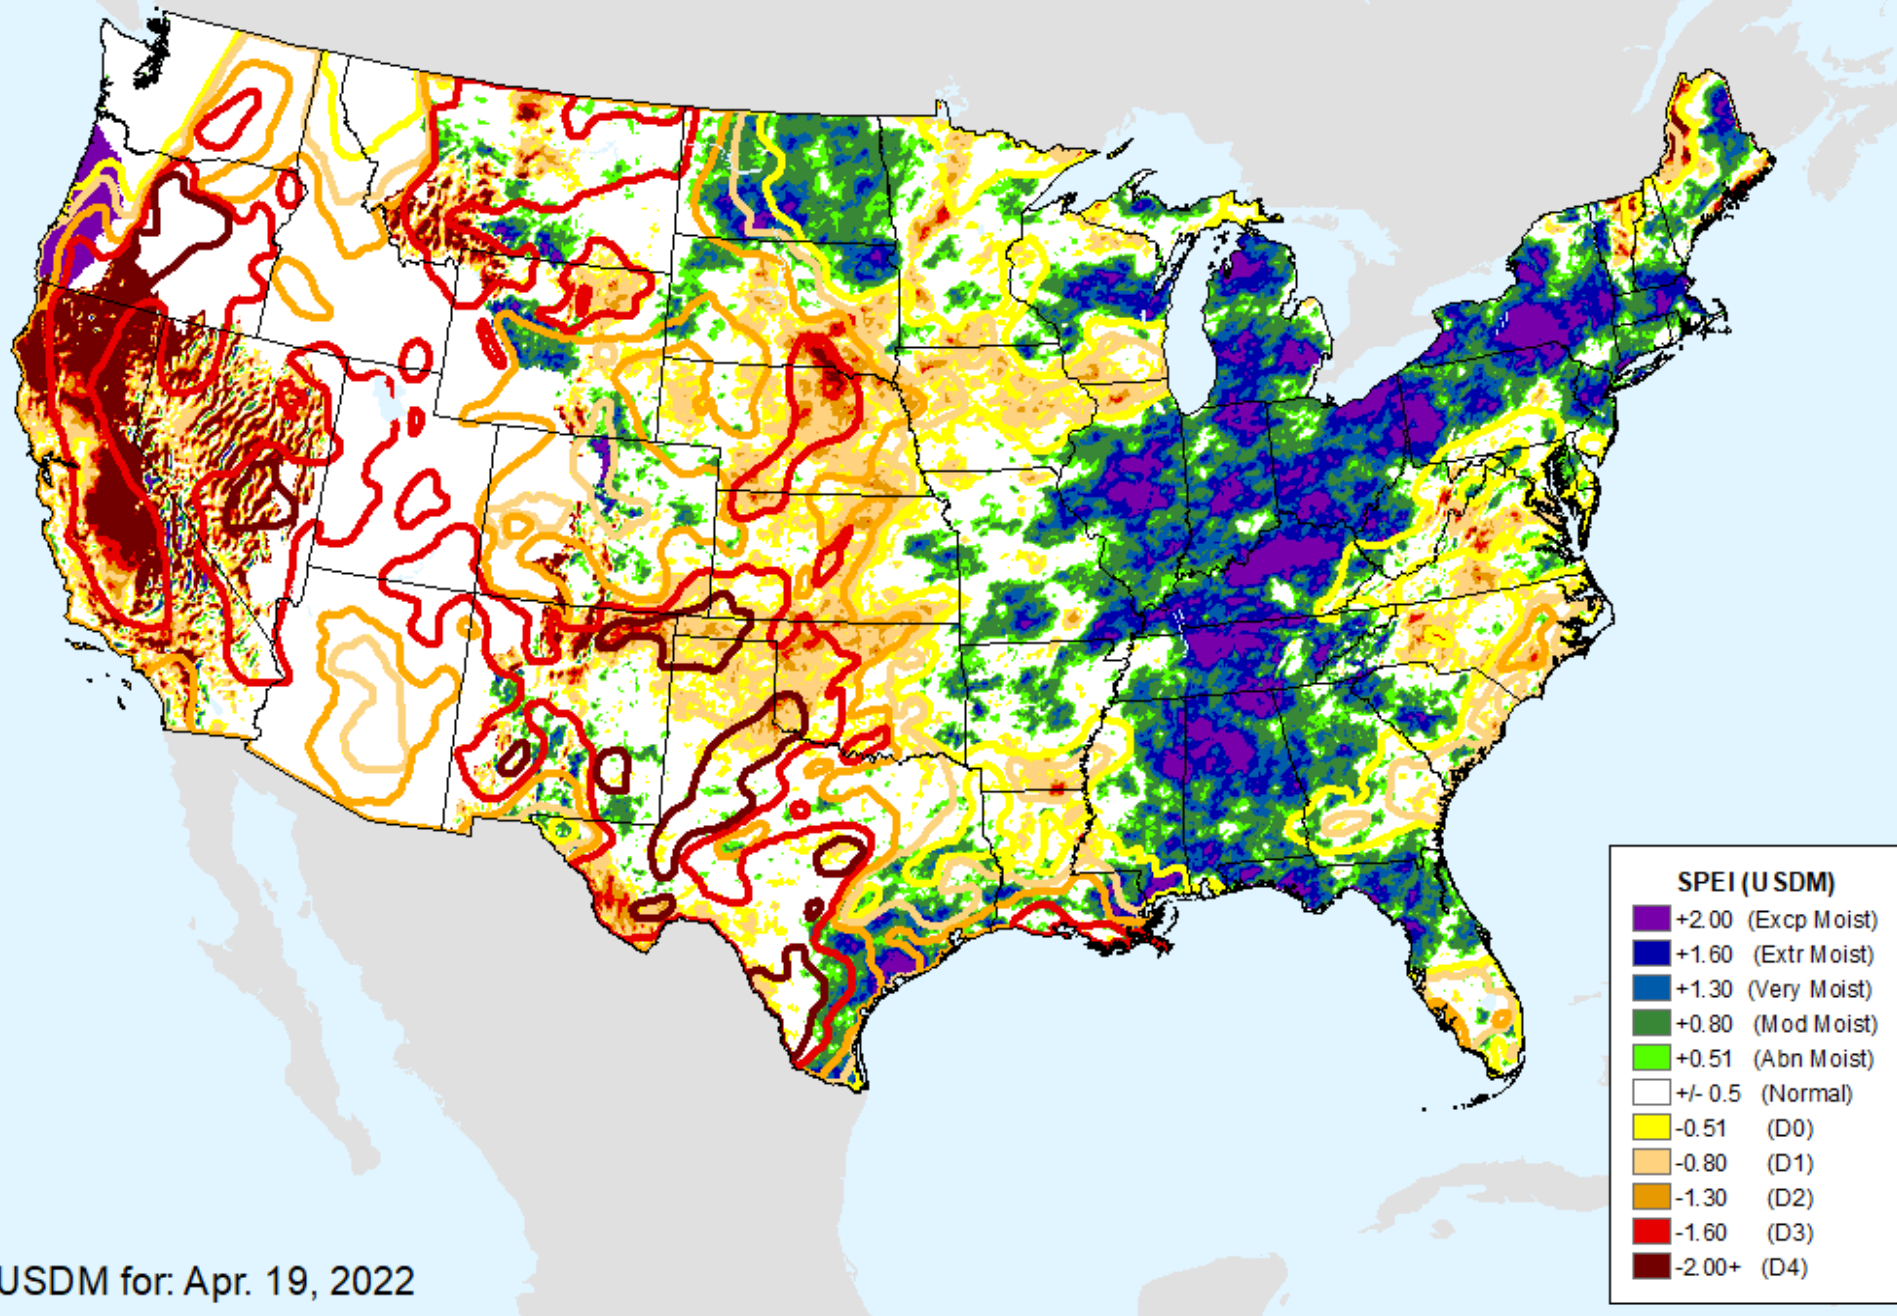 SPEI (USDM)
+2.00 (Excp Moist)
+1.60 (Extr Moist)
+1.30 (Very Moist)
+0.80 (Mod Moist)
+0.51 (Abn Moist)
+/- 0.5 (Normal)
-0.51 (D0)
-0.80 (D1)
-1.30 (D2)
-1.60 (D3)
-2.00+ (D4)
USDM for: Apr. 19, 2022